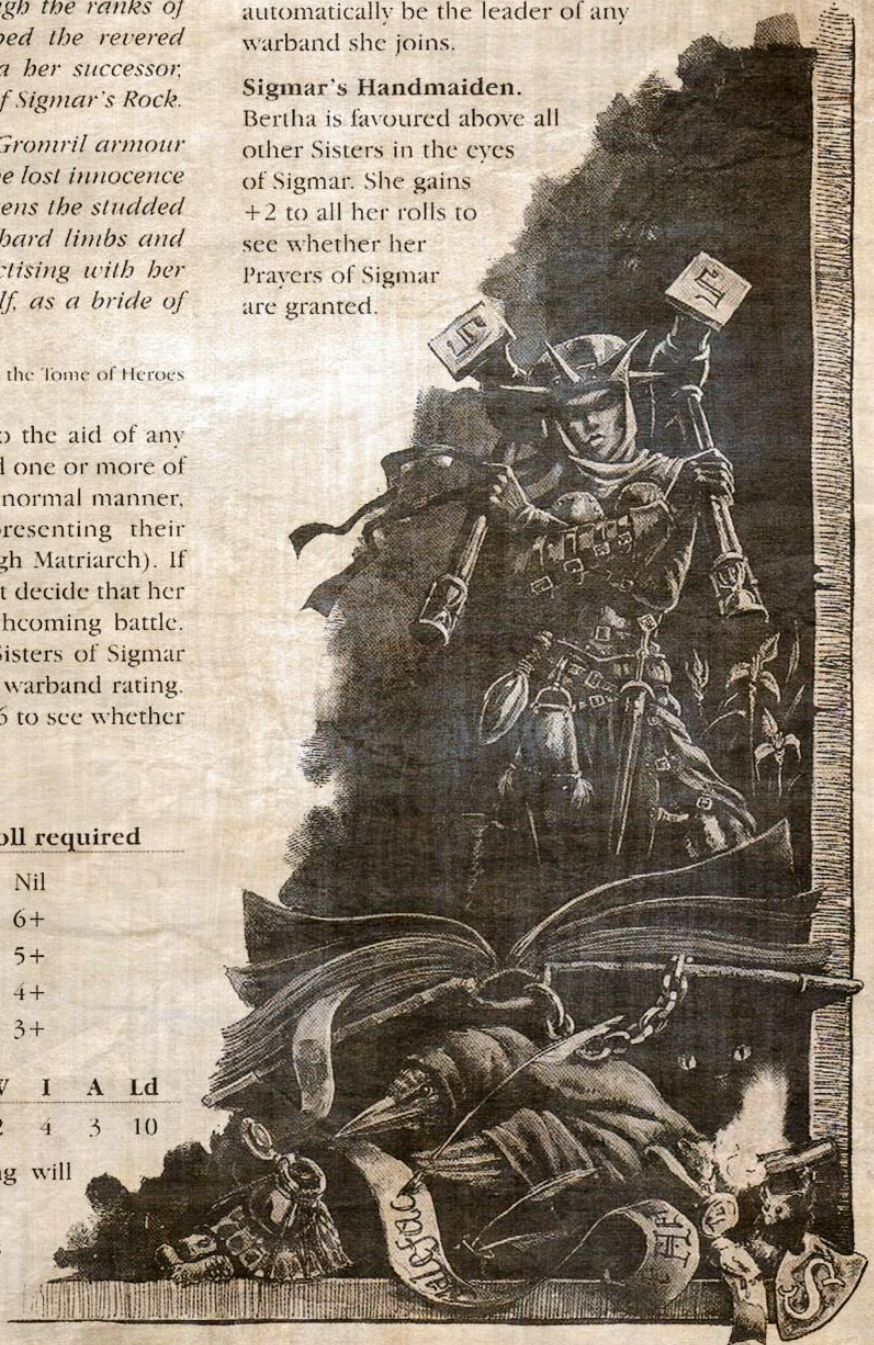 gh the ranks of
ped the revered
a her successor,
f Sigmar's Rock.
Gromril armour
e lost innocence
ens the studded
hard limbs and
ctising with her
lf, as a bride of
the Tome of Heroes
o the aid of any
d one or more of
normal manner,
resenting their
gh Matriarch). If
t decide that her
hcoming battle.
Sisters of Sigmar
warband rating.
6 to see whether
oll required
Nil
6+
5+
4+
3+
I A Ld
2 4 3 10
ng will
automatically be the leader of any
warband she joins.
Sigmar's Handmaiden.
Bertha is favoured above all
other Sisters in the eyes
of Sigmar. She gains
+2 to all her rolls to
see whether her
Prayers of Sigmar
are granted.
S